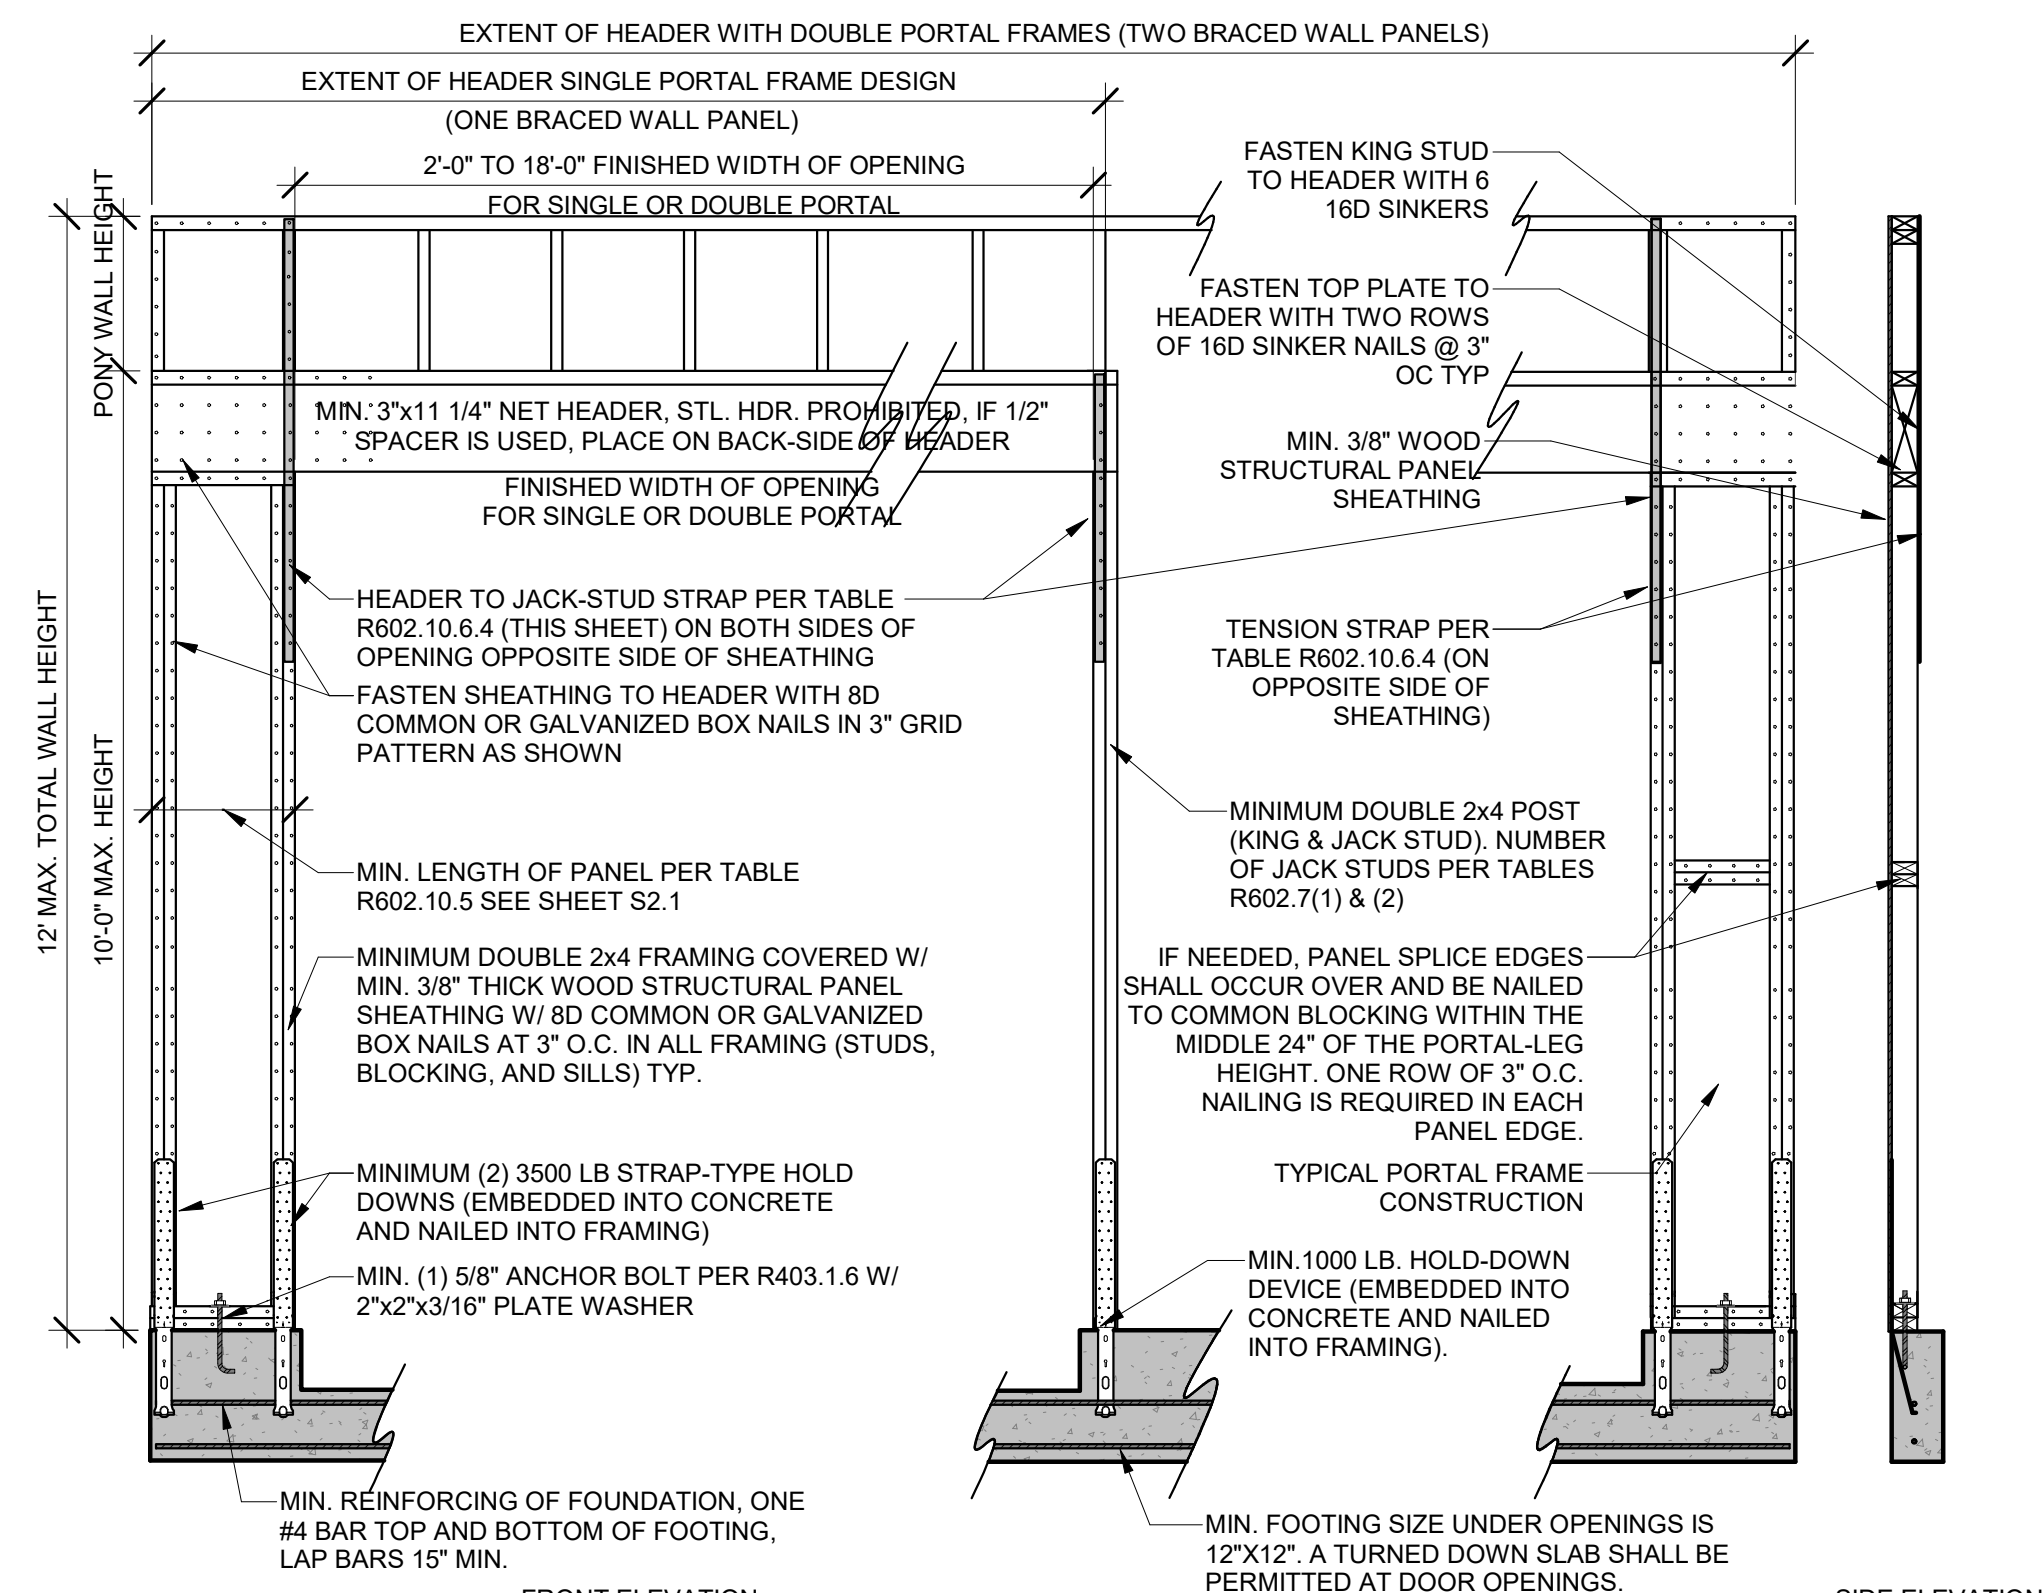 EXTENT OF HEADER WITH DOUBLE PORTAL FRAMES (TWO BRACED WALL PANELS)
EXTENT OF HEADER SINGLE PORTAL FRAME DESIGN
(ONE BRACED WALL PANEL)
2'-0" TO 18'-0" FINISHED WIDTH OF OPENING
FOR SINGLE OR DOUBLE PORTAL
PONY WALL HEIGHT
12' MAX. TOTAL WALL HEIGHT
10'-0" MAX. HEIGHT
FASTEN KING STUD
TO HEADER WITH 6
16D SINKERS
FASTEN TOP PLATE TO
HEADER WITH TWO ROWS
OF 16D SINKER NAILS @ 3"
OC TYP
MIN. 3"x11 1/4" NET HEADER, STL. HDR. PROHIBITED, IF 1/2"
SPACER IS USED, PLACE ON BACK-SIDE OF HEADER
FINISHED WIDTH OF OPENING
FOR SINGLE OR DOUBLE PORTAL
MIN. 3/8" WOOD
STRUCTURAL PANEL
SHEATHING
HEADER TO JACK-STUD STRAP PER TABLE
R602.10.6.4 (THIS SHEET) ON BOTH SIDES OF
OPENING OPPOSITE SIDE OF SHEATHING
TENSION STRAP PER
TABLE R602.10.6.4 (ON
OPPOSITE SIDE OF
SHEATHING)
FASTEN SHEATHING TO HEADER WITH 8D
COMMON OR GALVANIZED BOX NAILS IN 3" GRID
PATTERN AS SHOWN
MINIMUM DOUBLE 2x4 POST
(KING & JACK STUD). NUMBER
OF JACK STUDS PER TABLES
R602.7(1) & (2)
MIN. LENGTH OF PANEL PER TABLE
R602.10.5 SEE SHEET S2.1
MINIMUM DOUBLE 2x4 FRAMING COVERED W/
MIN. 3/8" THICK WOOD STRUCTURAL PANEL
SHEATHING W/ 8D COMMON OR GALVANIZED
BOX NAILS AT 3" O.C. IN ALL FRAMING (STUDS,
BLOCKING, AND SILLS) TYP.
IF NEEDED, PANEL SPLICE EDGES
SHALL OCCUR OVER AND BE NAILED
TO COMMON BLOCKING WITHIN THE
MIDDLE 24" OF THE PORTAL-LEG
HEIGHT. ONE ROW OF 3" O.C.
NAILING IS REQUIRED IN EACH
PANEL EDGE.
MINIMUM (2) 3500 LB STRAP-TYPE HOLD
DOWNS (EMBEDDED INTO CONCRETE
AND NAILED INTO FRAMING)
TYPICAL PORTAL FRAME
CONSTRUCTION
MIN. (1) 5/8" ANCHOR BOLT PER R403.1.6 W/
2"x2"x3/16" PLATE WASHER
MIN.1000 LB. HOLD-DOWN
DEVICE (EMBEDDED INTO
CONCRETE AND NAILED
INTO FRAMING).
MIN. REINFORCING OF FOUNDATION, ONE
#4 BAR TOP AND BOTTOM OF FOOTING,
LAP BARS 15" MIN.
MIN. FOOTING SIZE UNDER OPENINGS IS
12"X12". A TURNED DOWN SLAB SHALL BE
PERMITTED AT DOOR OPENINGS.
FRONT ELEVATION
SIDE ELEVATION